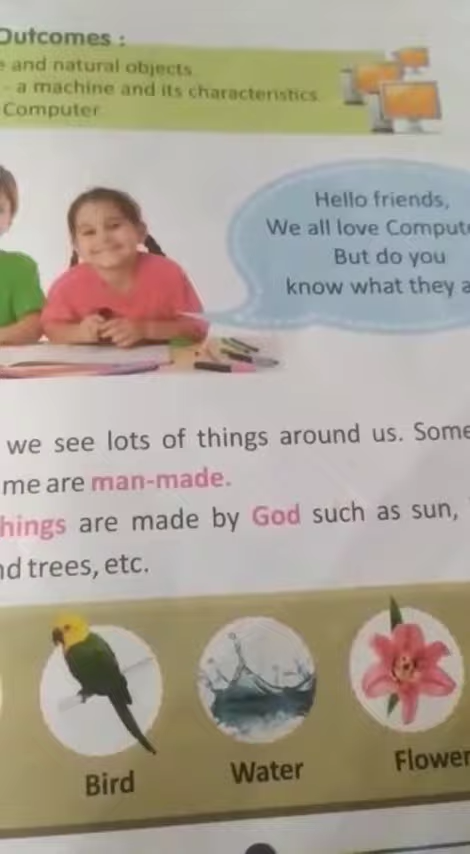 Outcomes :
e and natural objects.
- a machine and its characteristics.
Computer
Hello friends,
We all love Compute
But do you
know what they a
we see lots of things around us. Some
me are man-made.
hings are made by God such as sun,
nd trees, etc.
Bird
Water
Flower